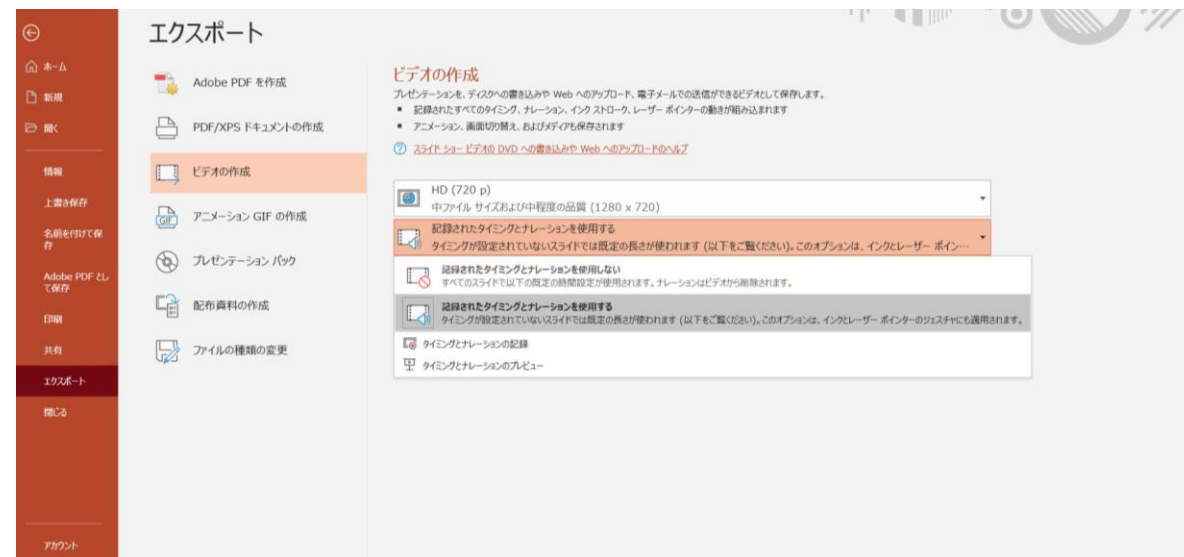 エクスポート
ホーム
新規
開く
情報
上書き保存
名前を付けて保
存
Adobe PDF とし
て保存
印刷
共有
エクスポート
閉じる
アカウント
Adobe PDF を作成
PDF/XPS ドキュメントの作成
ビデオの作成
GIF
アニメーション GIF の作成
プレゼンテーション パック
配布資料の作成
ファイルの種類の変更
ビデオの作成
プレゼンテーションを、ディスクへの書き込みや Web へのアップロード、電子メールでの送信ができるビデオとして保存します。
▪ 記録されたすべてのタイミング、ナレーション、インク ストローク、レーザー ポインターの動きが組み込まれます
▪ アニメーション、画面切り替え、およびメディアも保存されます
スライド ショー ビデオの DVD への書き込みや Web へのアップロードのヘルプ
HD (720 p)
中ファイル サイズおよび中程度の品質 (1280 x 720)
記録されたタイミングとナレーションを使用する
タイミングが設定されていないスライドでは既定の長さが使われます (以下をご覧ください)。このオプションは、インクとレーザー ポイン…
記録されたタイミングとナレーションを使用しない
すべてのスライドで以下の既定の時間設定が使用されます。ナレーションはビデオから削除されます。
記録されたタイミングとナレーションを使用する
タイミングが設定されていないスライドでは既定の長さが使われます (以下をご覧ください)。このオプションは、インクとレーザー ポインターのジェスチャにも適用されます。
タイミングとナレーションの記録
タイミングとナレーションのプレビュー